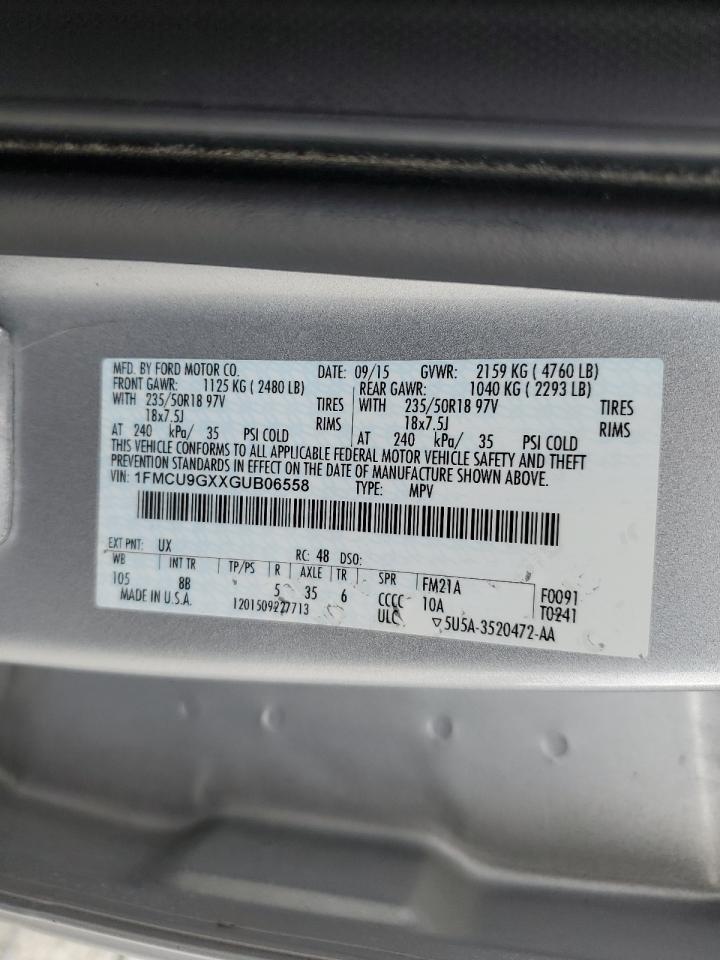 MFD. BY FORD MOTOR CO. DATE: 09/15 GVWR: 2159 KG ( 4760 LB)
FRONT GAWR: 1125 KG ( 2480 LB) REAR GAWR: 1040 KG ( 2293 LB)
WITH 235/50R18 97V TIRES WITH 235/50R18 97V TIRES
18x7.5J RIMS 18x7.5J RIMS
AT 240 kPa/ 35 PSI COLD AT 240 kPa/ 35 PSI COLD
THIS VEHICLE CONFORMS TO ALL APPLICABLE FEDERAL MOTOR VEHICLE SAFETY AND THEFT
PREVENTION STANDARDS IN EFFECT ON THE DATE OF MANUFACTURE SHOWN ABOVE.
VIN: 1FMCU9GXXGUB06558 TYPE: MPV
EXT PNT: UX RC: 48 DSO:
WB INT TR TP/PS R AXLE TR SPR FM21A F0091
105 8B 5 35 6 CCCC 10A T0241
MADE IN U.S.A. 1201509227713 ULC ▽5U5A-3520472-AA